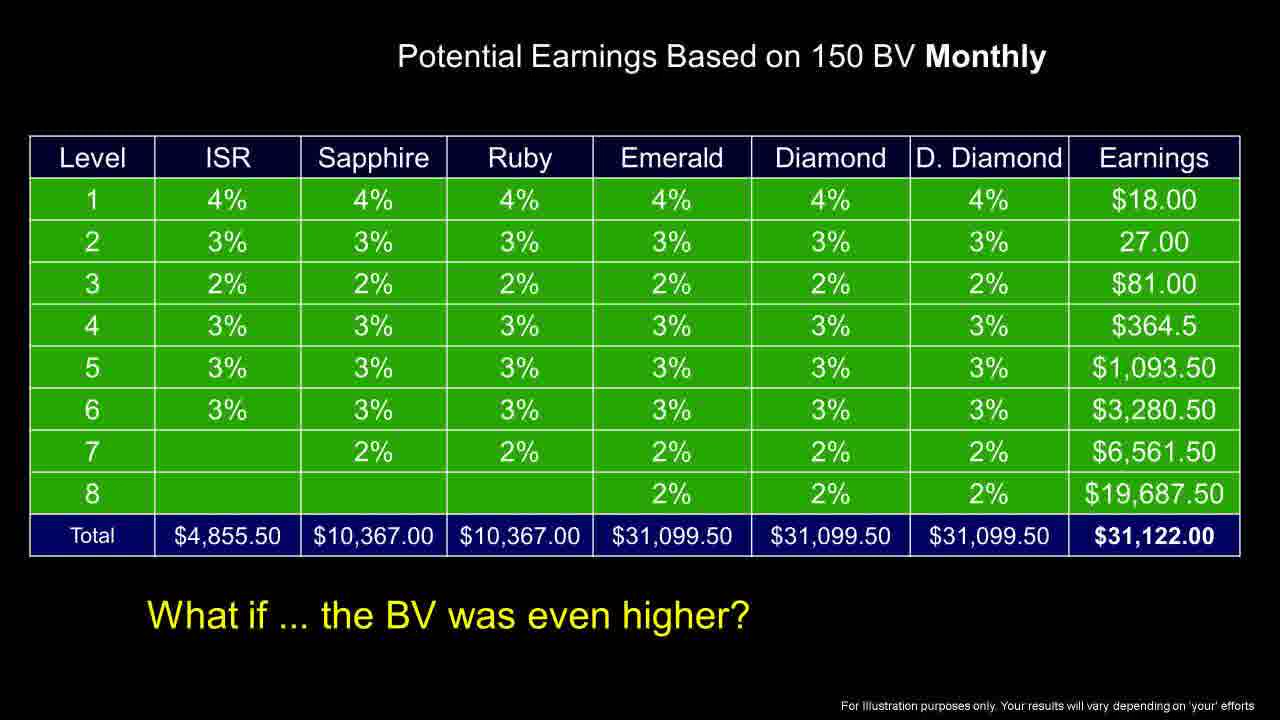 Potential Earnings Based on 150 BV Monthly
Level ISR Sapphire Ruby Emerald Diamond D. Diamond Earnings
1 4% 4% 4% 4% 4% 4% $18.00
2 3% 3% 3% 3% 3% 3% 27.00
3 2% 2% 2% 2% 2% 2% $81.00
4 3% 3% 3% 3% 3% 3% $364.5
5 3% 3% 3% 3% 3% 3% $1,093.50
6 3% 3% 3% 3% 3% 3% $3,280.50
7 2% 2% 2% 2% 2% $6,561.50
8 2% 2% 2% $19,687.50
Total $4,855.50 $10,367.00 $10,367.00 $31,099.50 $31,099.50 $31,099.50 $31,122.00
What if ... the BV was even higher?
For Illustration purposes only. Your results will vary depending on 'your' efforts